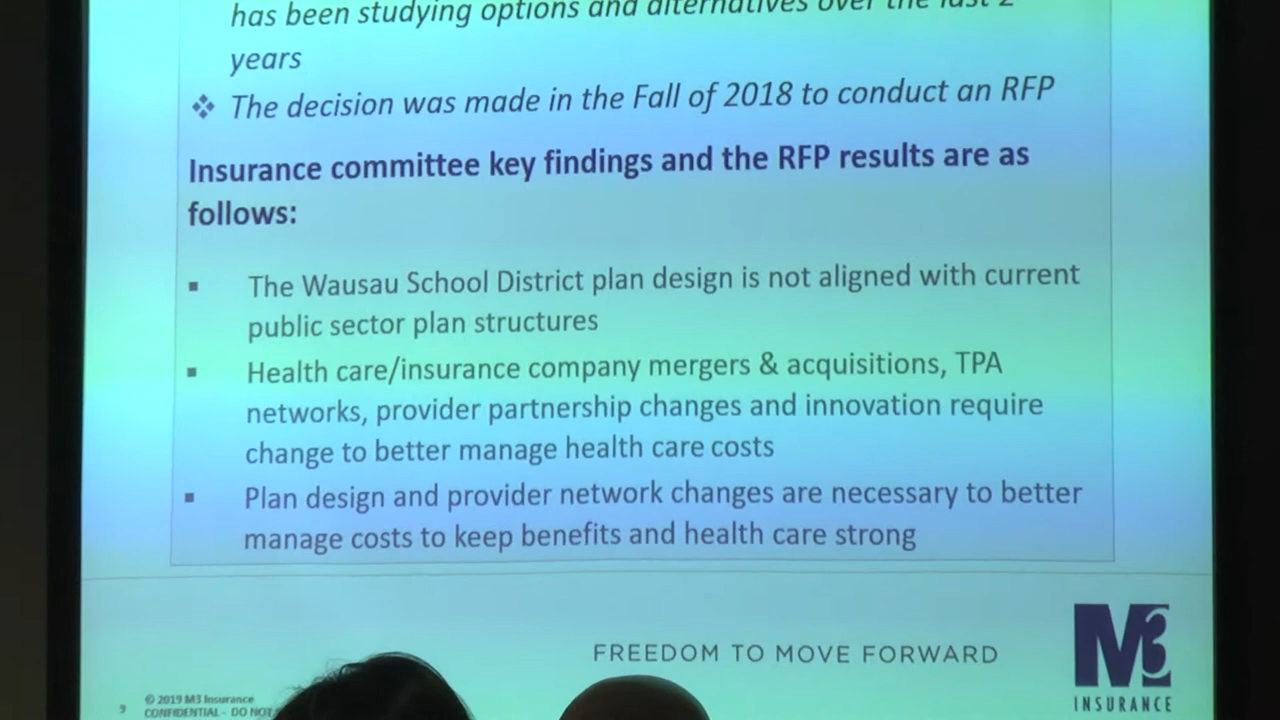 has been studying options and alternatives over the last 2
years
❖ The decision was made in the Fall of 2018 to conduct an RFP
Insurance committee key findings and the RFP results are as
follows:
▪ The Wausau School District plan design is not aligned with current
public sector plan structures
▪ Health care/insurance company mergers & acquisitions, TPA
networks, provider partnership changes and innovation require
change to better manage health care costs
▪ Plan design and provider network changes are necessary to better
manage costs to keep benefits and health care strong
FREEDOM TO MOVE FORWARD
M3
INSURANCE
9
© 2019 M3 Insurance
CONFIDENTIAL - DO NOT